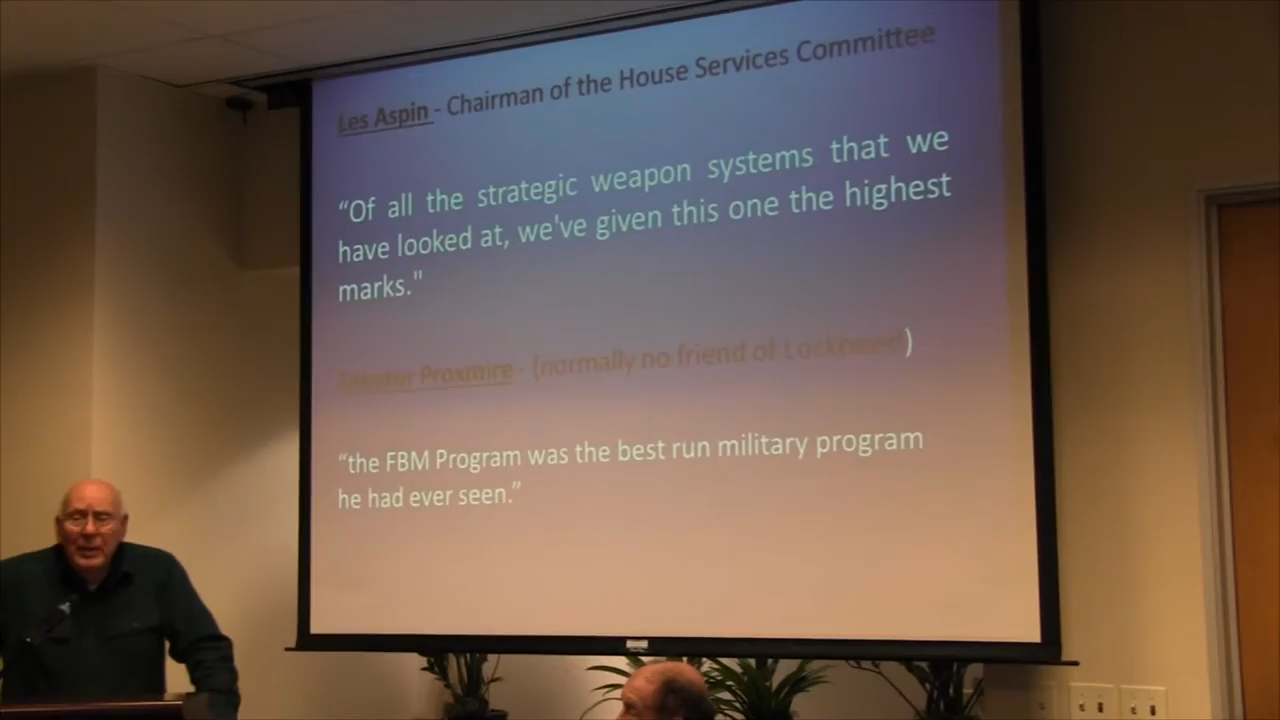 Les Aspin - Chairman of the House Services Committee
“Of all the strategic weapon systems that we
have looked at, we've given this one the highest
marks."
Senator Proxmire - (normally no friend of Lockheed)
“the FBM Program was the best run military program
he had ever seen.”